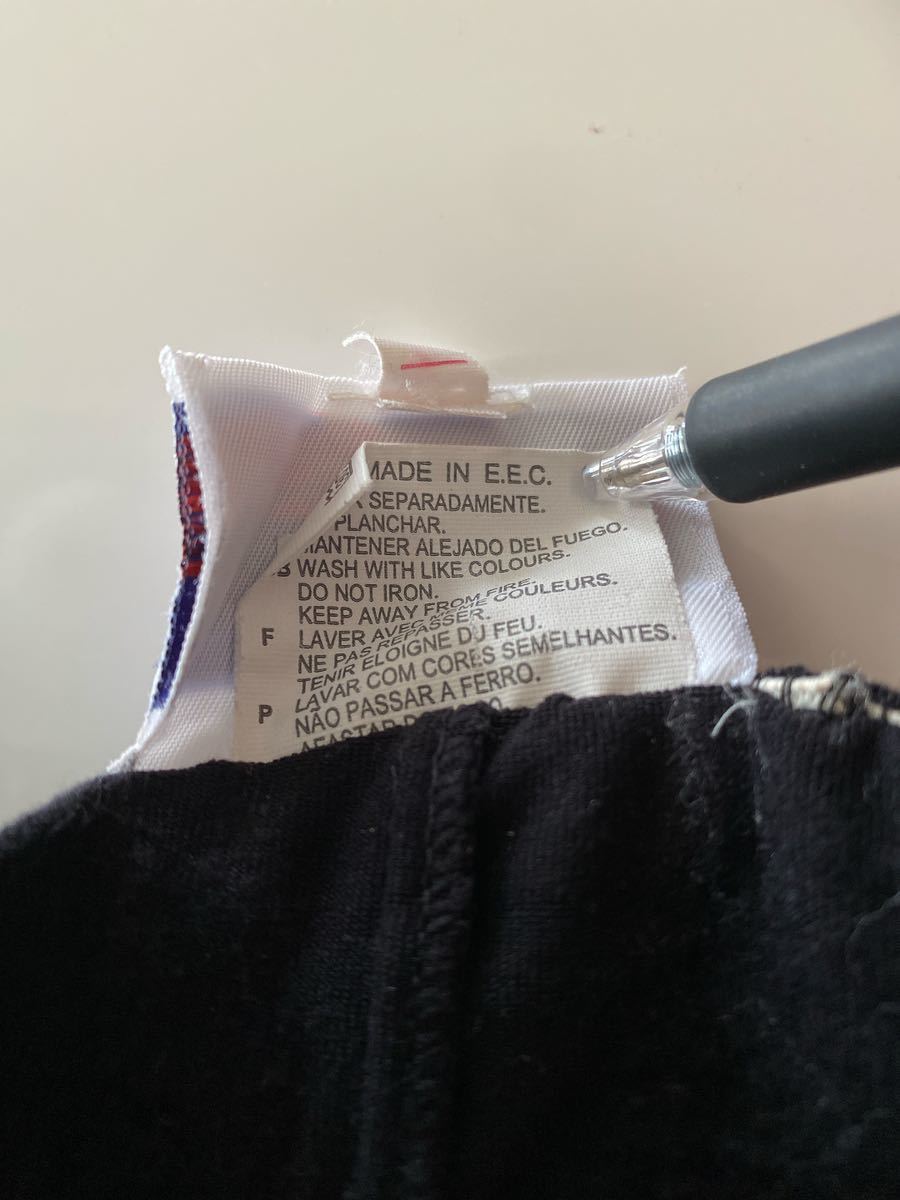 MADE IN E.E.C.
SEPARADAMENTE.
PLANCHAR.
MANTENER ALEJADO DEL FUEGO.
WASH WITH LIKE COLOURS.
DO NOT IRON.
KEEP AWAY FROM FIRE.
F LAVER AVEC MEME COULEURS.
NE PAS REPASSER.
TENIR ELOIGNE DU FEU.
P LAVAR COM CORES SEMELHANTES.
NÃO PASSAR A FERRO.